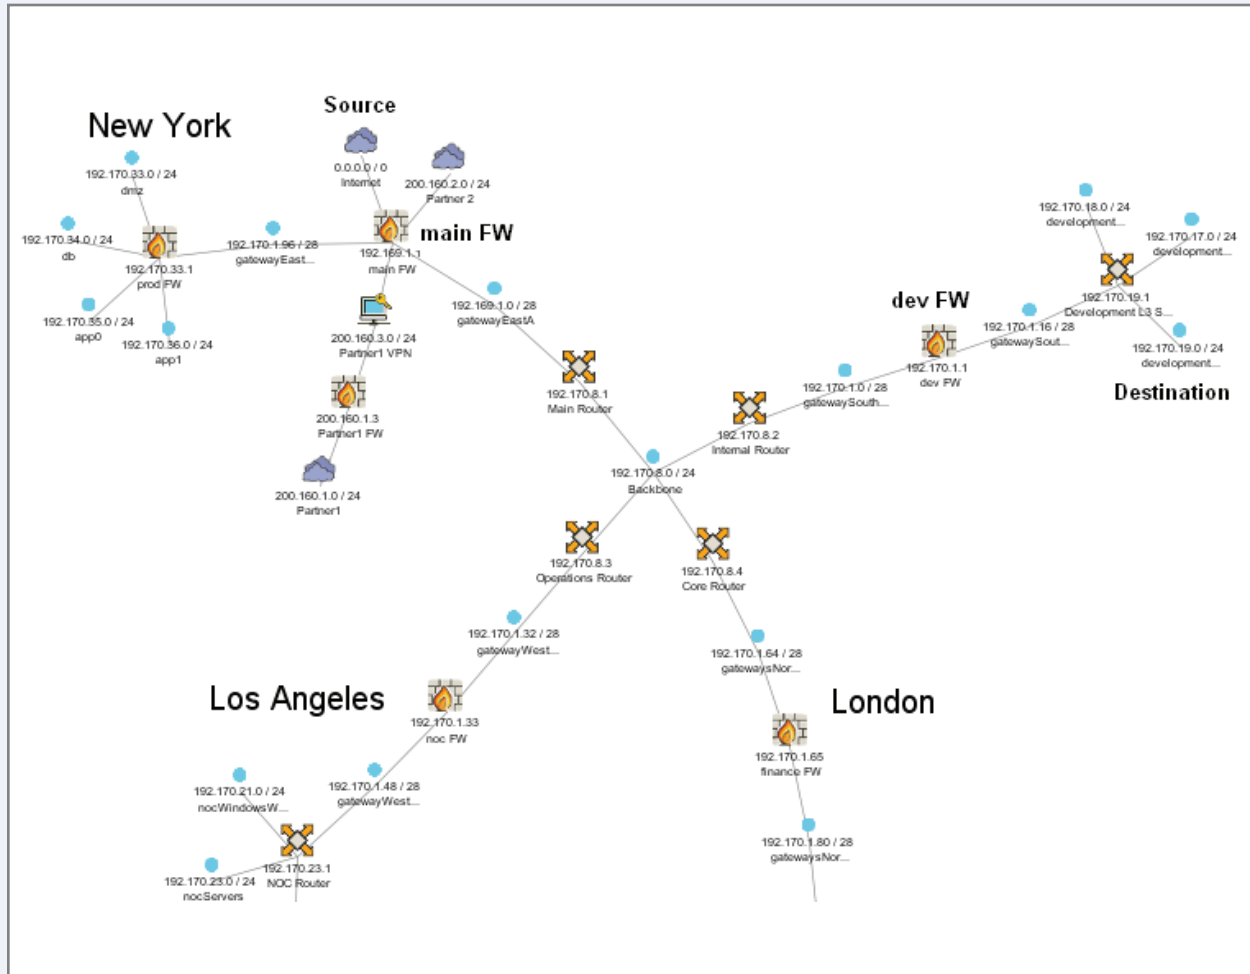 Source
New York
0.0.0.0 / 0
Internet
192.170.33.0 / 24
dmz
200.160.2.0 / 24
Partner 2
192.170.34.0 / 24
db
192.170.1.96 / 28
gatewayEast...
main FW
192.169.1.1
main FW
192.170.33.1
prod FW
192.170.18.0 / 24
development...
192.170.17.0 / 24
development...
192.169.1.0 / 28
gatewayEastA
dev FW
192.170.19.1
Development L3 S...
192.170.35.0 / 24
app0
192.170.36.0 / 24
app1
200.160.3.0 / 24
Partner1 VPN
192.170.1.16 / 28
gatewaySout...
192.170.19.0 / 24
development...
192.170.1.1
dev FW
192.170.1.0 / 28
gatewaySouth...
Destination
192.170.8.1
Main Router
200.160.1.3
Partner1 FW
192.170.8.2
Internal Router
192.170.8.0 / 24
Backbone
200.160.1.0 / 24
Partner1
192.170.8.3
Operations Router
192.170.8.4
Core Router
192.170.1.32 / 28
gatewayWest...
192.170.1.64 / 28
gatewaysNor...
Los Angeles
London
192.170.1.33
noc FW
192.170.1.65
finance FW
192.170.21.0 / 24
nocWindowsW...
192.170.1.48 / 28
gatewayWest...
192.170.1.80 / 28
gatewaysNor...
192.170.23.1
NOC Router
192.170.23.0 / 24
nocServers